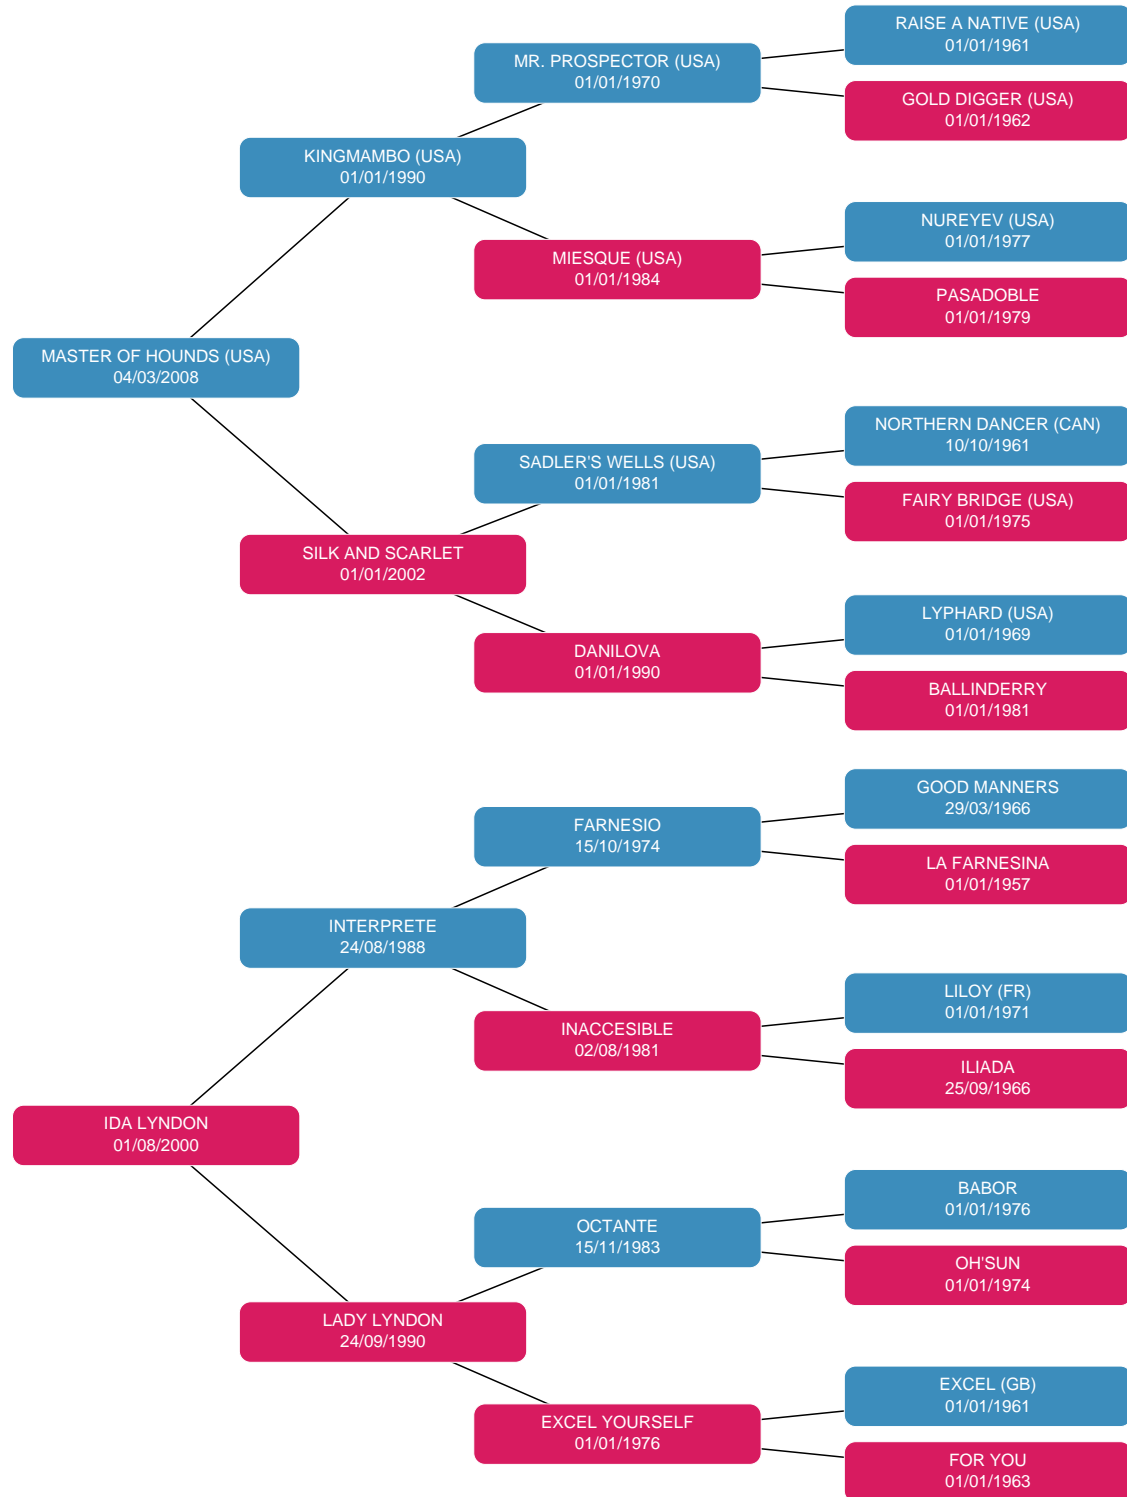 RAISE A NATIVE (USA)
01/01/1961
MR. PROSPECTOR (USA)
01/01/1970
GOLD DIGGER (USA)
01/01/1962
KINGMAMBO (USA)
01/01/1990
NUREYEV (USA)
01/01/1977
MIESQUE (USA)
01/01/1984
PASADOBLE
01/01/1979
MASTER OF HOUNDS (USA)
04/03/2008
NORTHERN DANCER (CAN)
10/10/1961
SADLER'S WELLS (USA)
01/01/1981
FAIRY BRIDGE (USA)
01/01/1975
SILK AND SCARLET
01/01/2002
LYPHARD (USA)
01/01/1969
DANILOVA
01/01/1990
BALLINDERRY
01/01/1981
GOOD MANNERS
29/03/1966
FARNESIO
15/10/1974
LA FARNESINA
01/01/1957
INTERPRETE
24/08/1988
LILOY (FR)
01/01/1971
INACCESIBLE
02/08/1981
ILIADA
25/09/1966
IDA LYNDON
01/08/2000
BABOR
01/01/1976
OCTANTE
15/11/1983
OH'SUN
01/01/1974
LADY LYNDON
24/09/1990
EXCEL (GB)
01/01/1961
EXCEL YOURSELF
01/01/1976
FOR YOU
01/01/1963